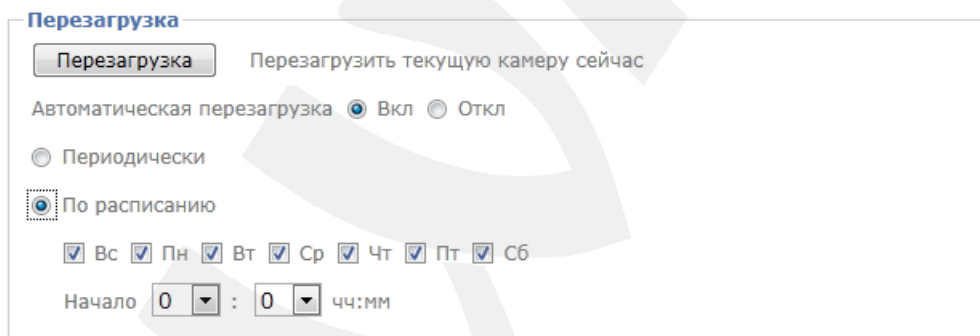 Перезагрузка
Перезагрузка Перезагрузить текущую камеру сейчас
Автоматическая перезагрузка Вкл Откл
Периодически
По расписанию
Вс Пн Вт Ср Чт Пт Сб
Начало 0 : 0 чч:мм